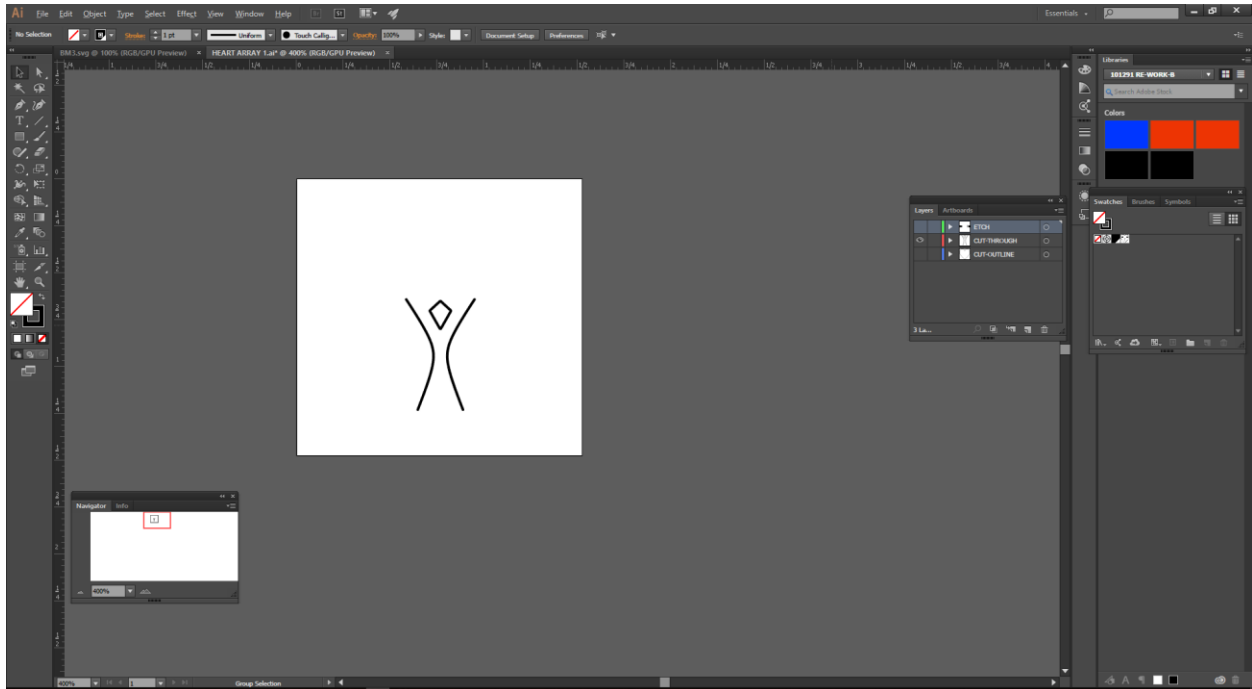 Ai File Edit Object Type Select Effect View Window Help Essentials
No Selection Stroke: 1 pt Uniform Touch Callig... Opacity: 100% Style: Document Setup Preferences
BM3.svg @ 100% (RGB/GPU Preview) × HEART ARRAY 1.ai* @ 400% (RGB/GPU Preview) ×
Libraries
101291 RE-WORK-B
Search Adobe Stock
Colors
Swatches Brushes Symbols
Layers Artboards
ETCH
CUT-THROUGH
CUT-OUTLINE
3 La...
Navigator Info
400%
400% 1 Group Selection